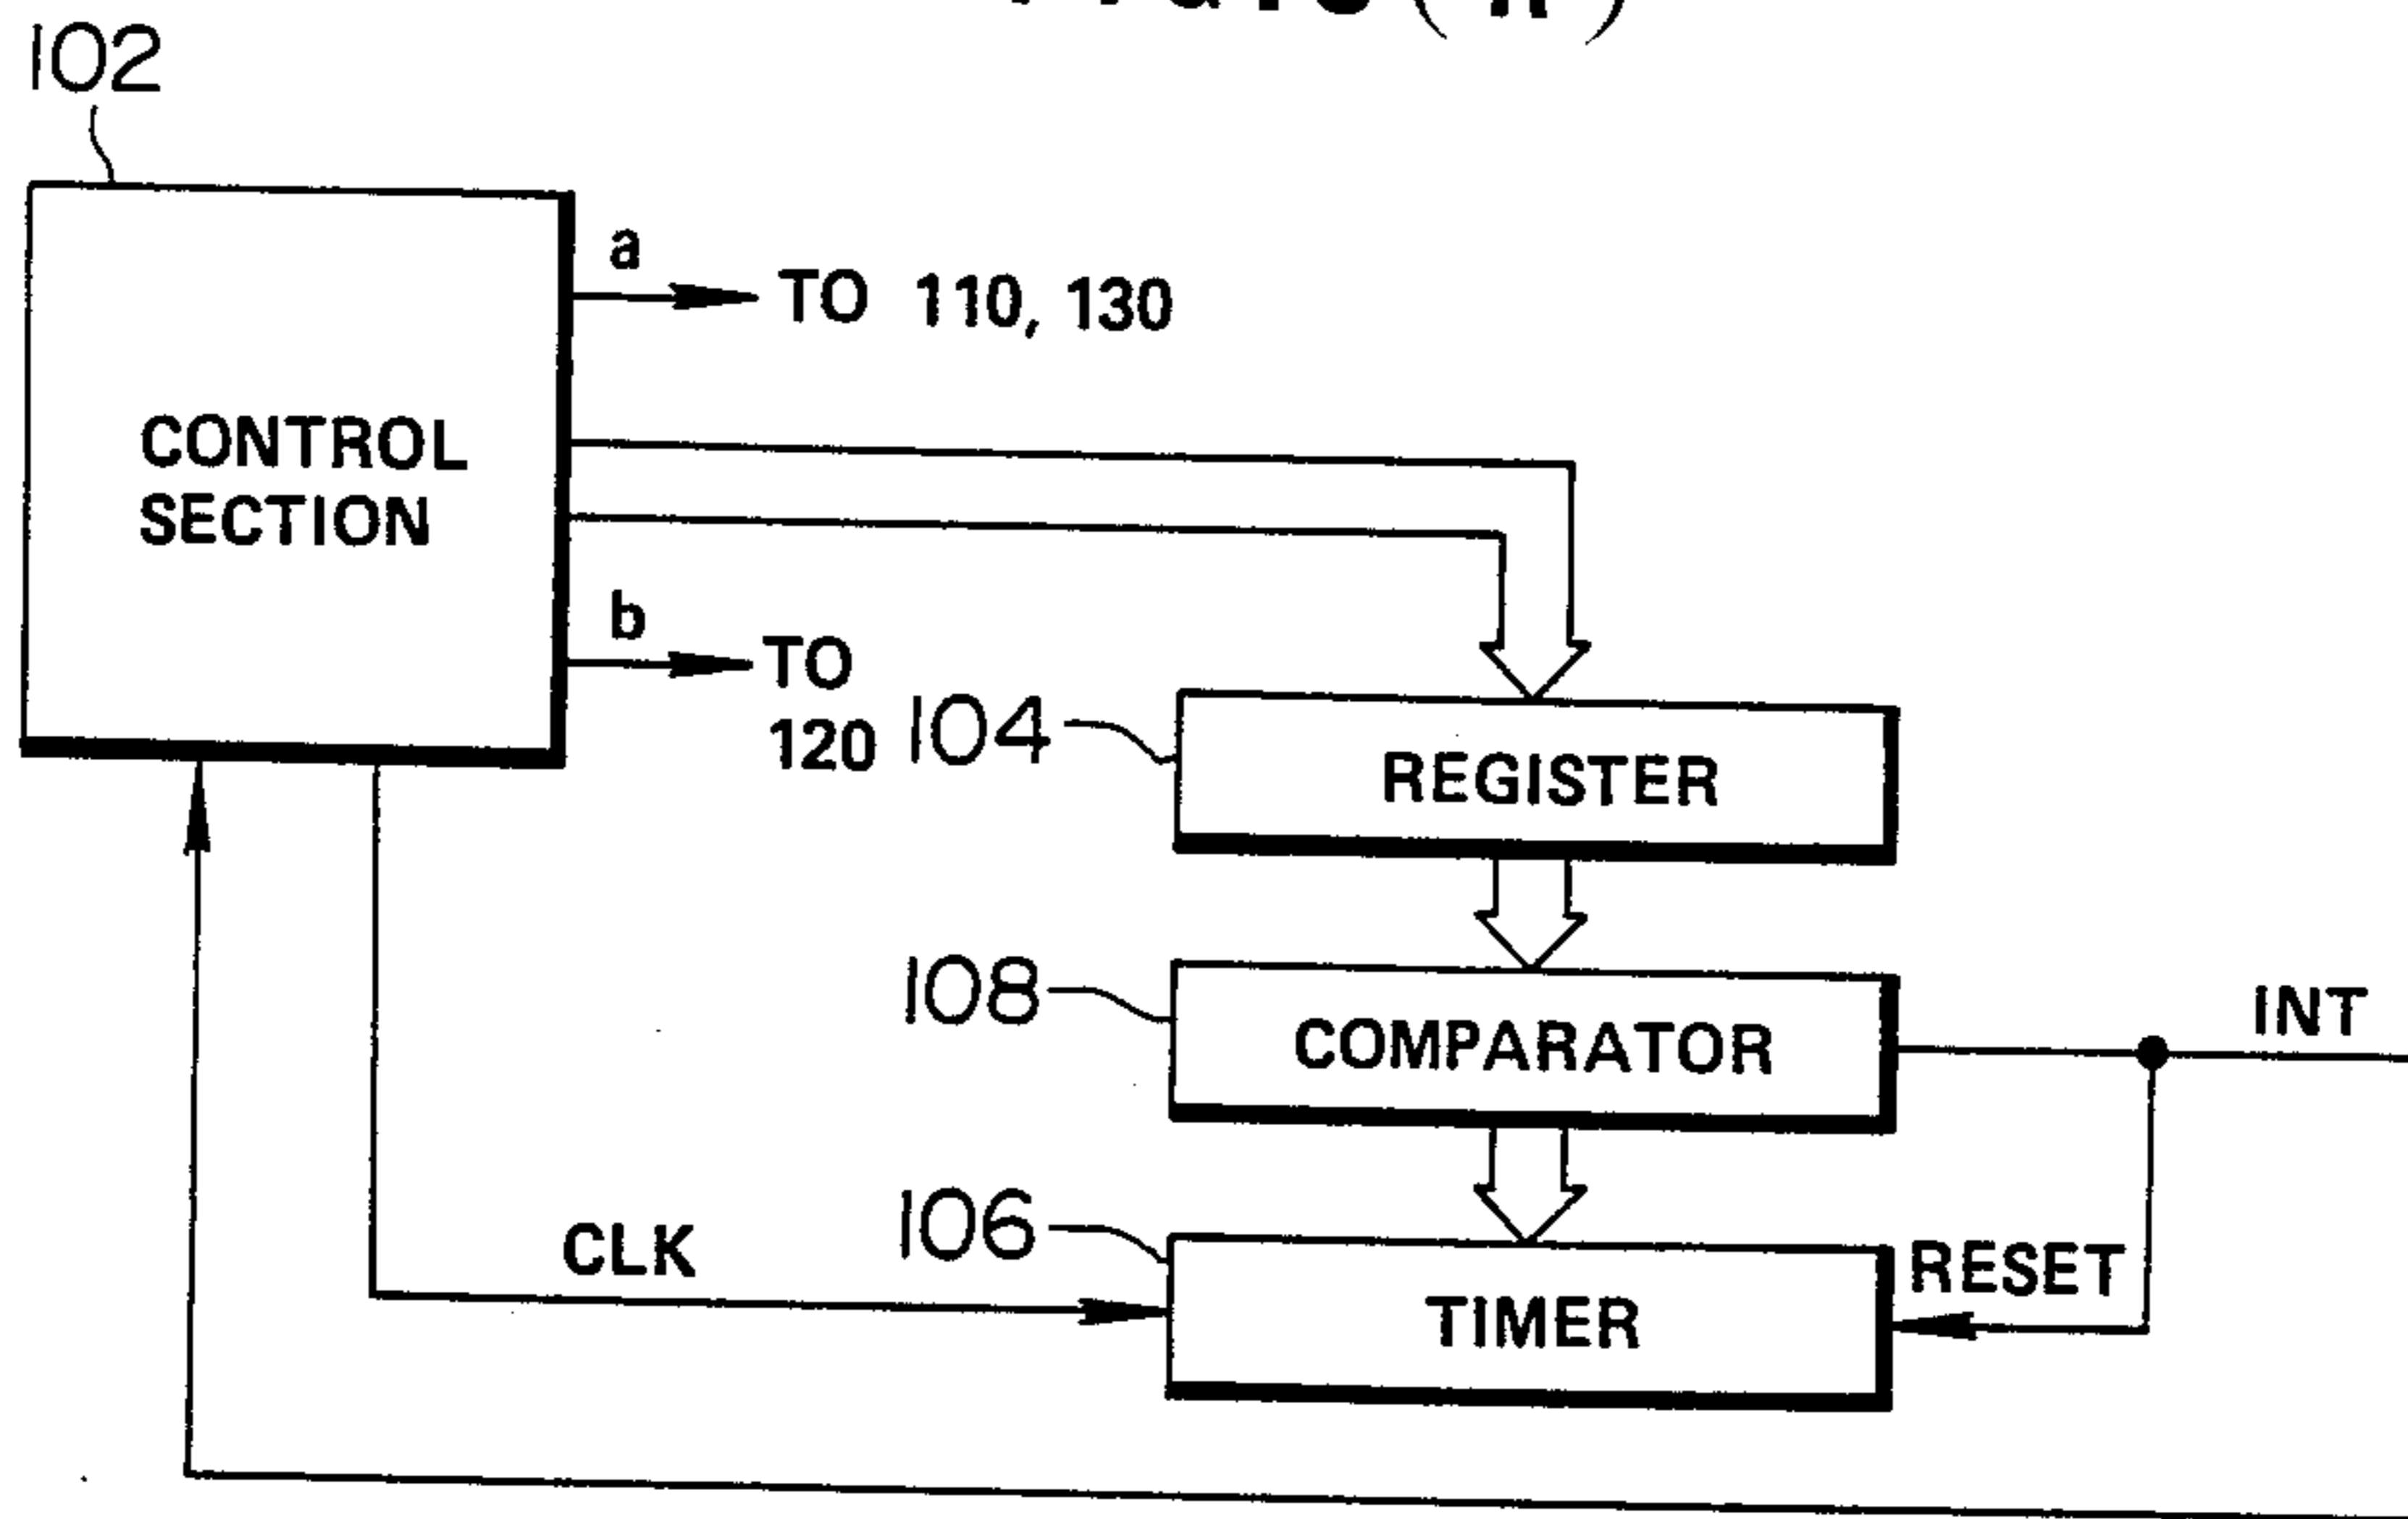 102
a
TO 110, 130
CONTROL
SECTION
b
TO
120
104
REGISTER
108
COMPARATOR
INT
106
CLK
RESET
TIMER